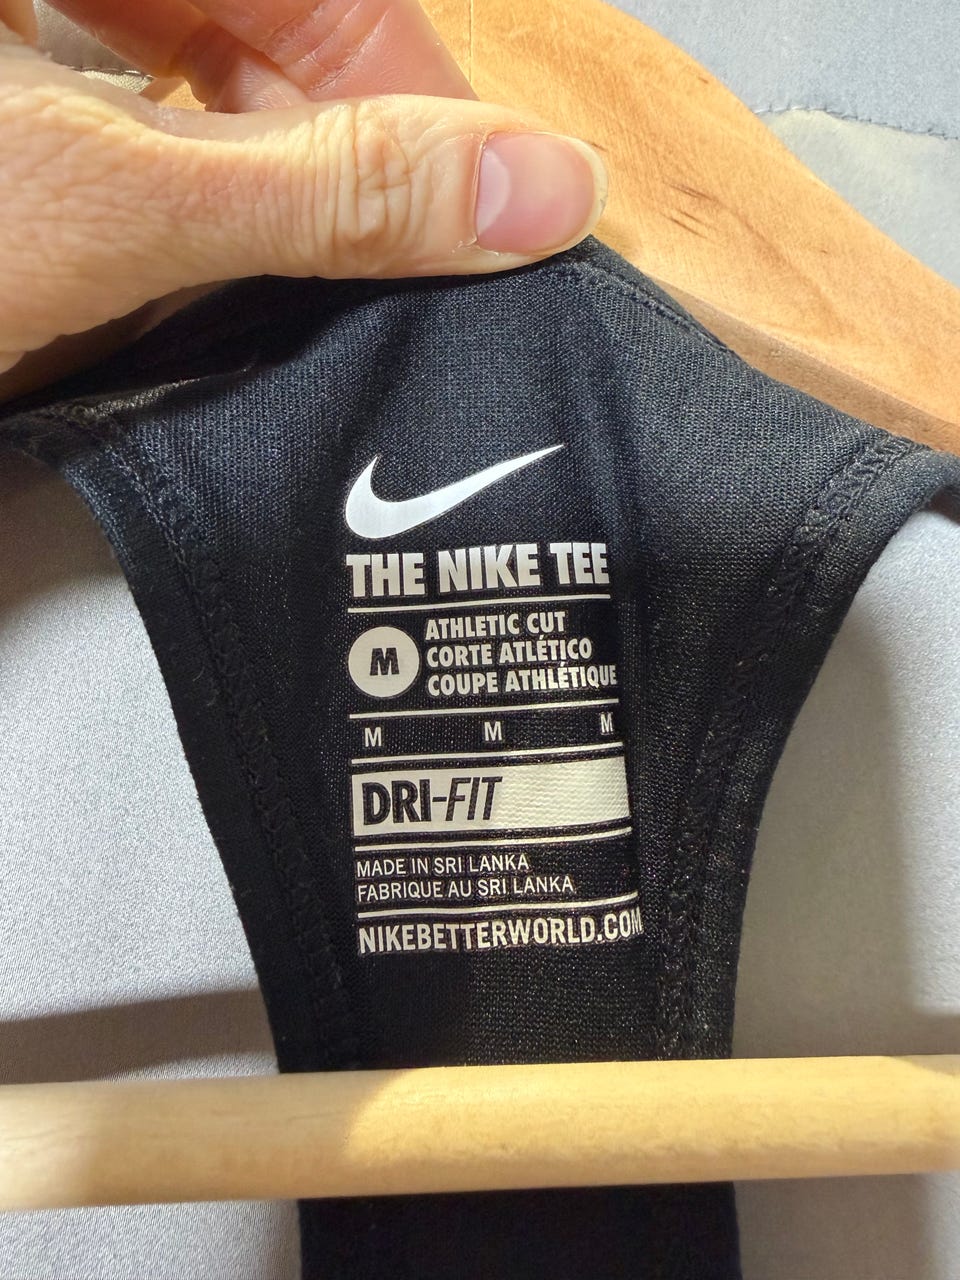 THE NIKE TEE
M
ATHLETIC CUT
CORTE ATLÉTICO
COUPE ATHLÉTIQUE
M M M
DRI-FIT
MADE IN SRI LANKA
FABRIQUE AU SRI LANKA
NIKEBETTERWORLD.COM